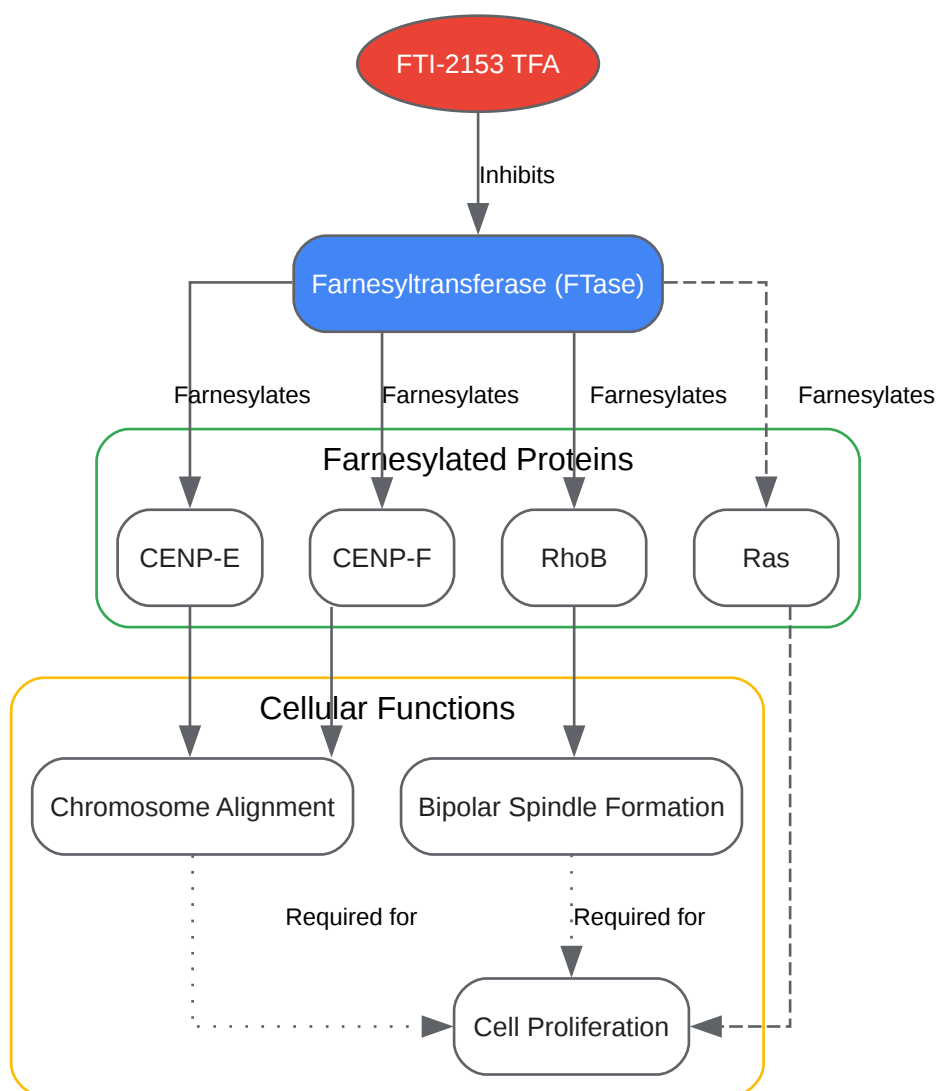 FTI-2153 TFA
Inhibits
Farnesyltransferase (FTase)
Farnesylates
Farnesylates
Farnesylates
Farnesylates
Farnesylated Proteins
CENP-E
CENP-F
RhoB
Ras
Cellular Functions
Chromosome Alignment
Bipolar Spindle Formation
Required for
Required for
Cell Proliferation